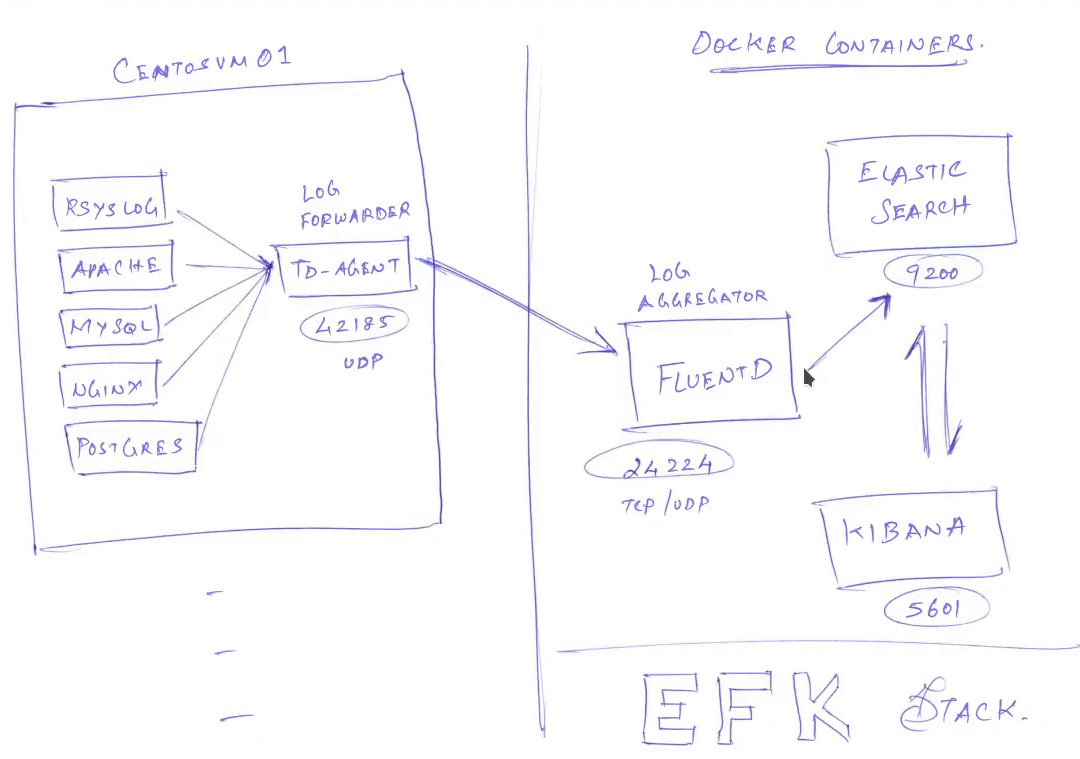 CENTOSVM01
RSYSLOG
APACHE
MYSQL
NGINX
POSTGRES
LOG
FORWARDER
TD-AGENT
42185
UDP
DOCKER CONTAINERS.
LOG
AGGREGATOR
FLUENTD
24224
TCP/UDP
ELASTIC
SEARCH
9200
KIBANA
5601
EFK STACK.